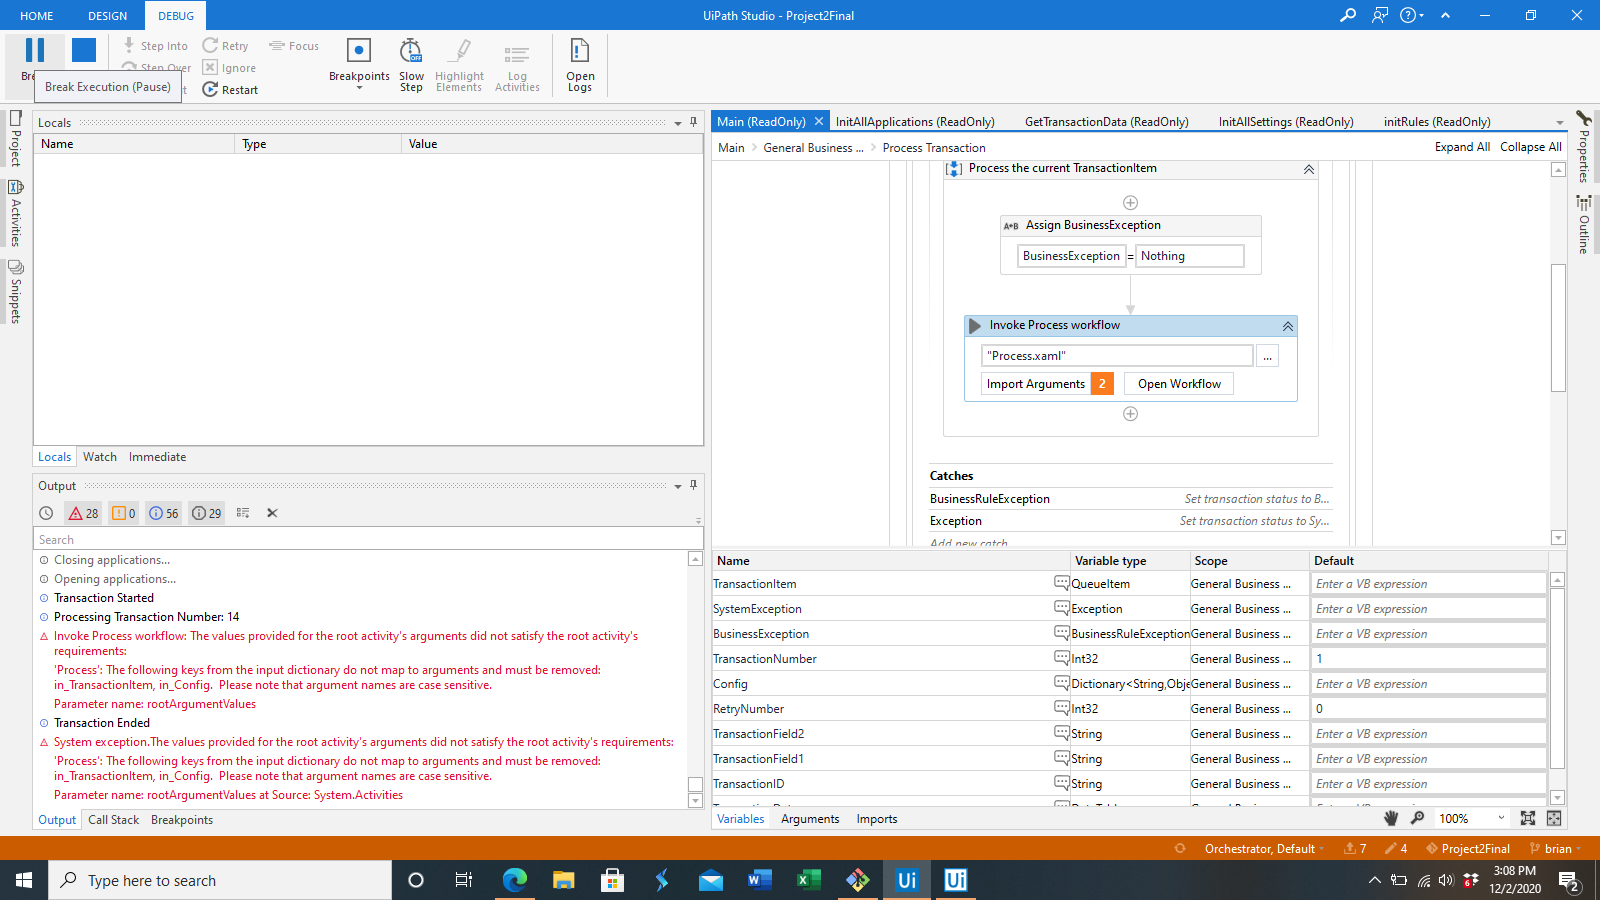 HOME DESIGN DEBUG UiPath Studio - Project2Final
Step Into Retry Focus
Step Over Ignore
Restart
Break Execution (Pause)
Breakpoints
Slow Step
Highlight Elements
Log Activities
Open Logs
Project
Activities
Snippets
Locals
Name Type Value
Locals Watch Immediate
Output
28 0 56 29
Search
Closing applications...
Opening applications...
Transaction Started
Processing Transaction Number: 14
Invoke Process workflow: The values provided for the root activity's arguments did not satisfy the root activity's
requirements:
'Process': The following keys from the input dictionary do not map to arguments and must be removed:
in_TransactionItem, in_Config. Please note that argument names are case sensitive.
Parameter name: rootArgumentValues
Transaction Ended
System exception.The values provided for the root activity's arguments did not satisfy the root activity's requirements:
'Process': The following keys from the input dictionary do not map to arguments and must be removed:
in_TransactionItem, in_Config. Please note that argument names are case sensitive.
Parameter name: rootArgumentValues at Source: System.Activities
Output Call Stack Breakpoints
Main (ReadOnly) InitAllApplications (ReadOnly) GetTransactionData (ReadOnly) InitAllSettings (ReadOnly) initRules (ReadOnly)
Main General Business ... Process Transaction Expand All Collapse All
Process the current TransactionItem
A+B Assign BusinessException
BusinessException = Nothing
Invoke Process workflow
"Process.xaml" ...
Import Arguments 2 Open Workflow
Catches
BusinessRuleException Set transaction status to B...
Exception Set transaction status to Sy...
Add new catch
Name Variable type Scope Default
TransactionItem QueueItem General Business ... Enter a VB expression
SystemException Exception General Business ... Enter a VB expression
BusinessException BusinessRuleException General Business ... Enter a VB expression
TransactionNumber Int32 General Business ... 1
Config Dictionary<String,Obje General Business ... Enter a VB expression
RetryNumber Int32 General Business ... 0
TransactionField2 String General Business ... Enter a VB expression
TransactionField1 String General Business ... Enter a VB expression
TransactionID String General Business ... Enter a VB expression
Variables Arguments Imports 100%
Properties
Outline
Orchestrator, Default 7 4 Project2Final brian
Type here to search
Ui Ui
6
3:08 PM
12/2/2020
2